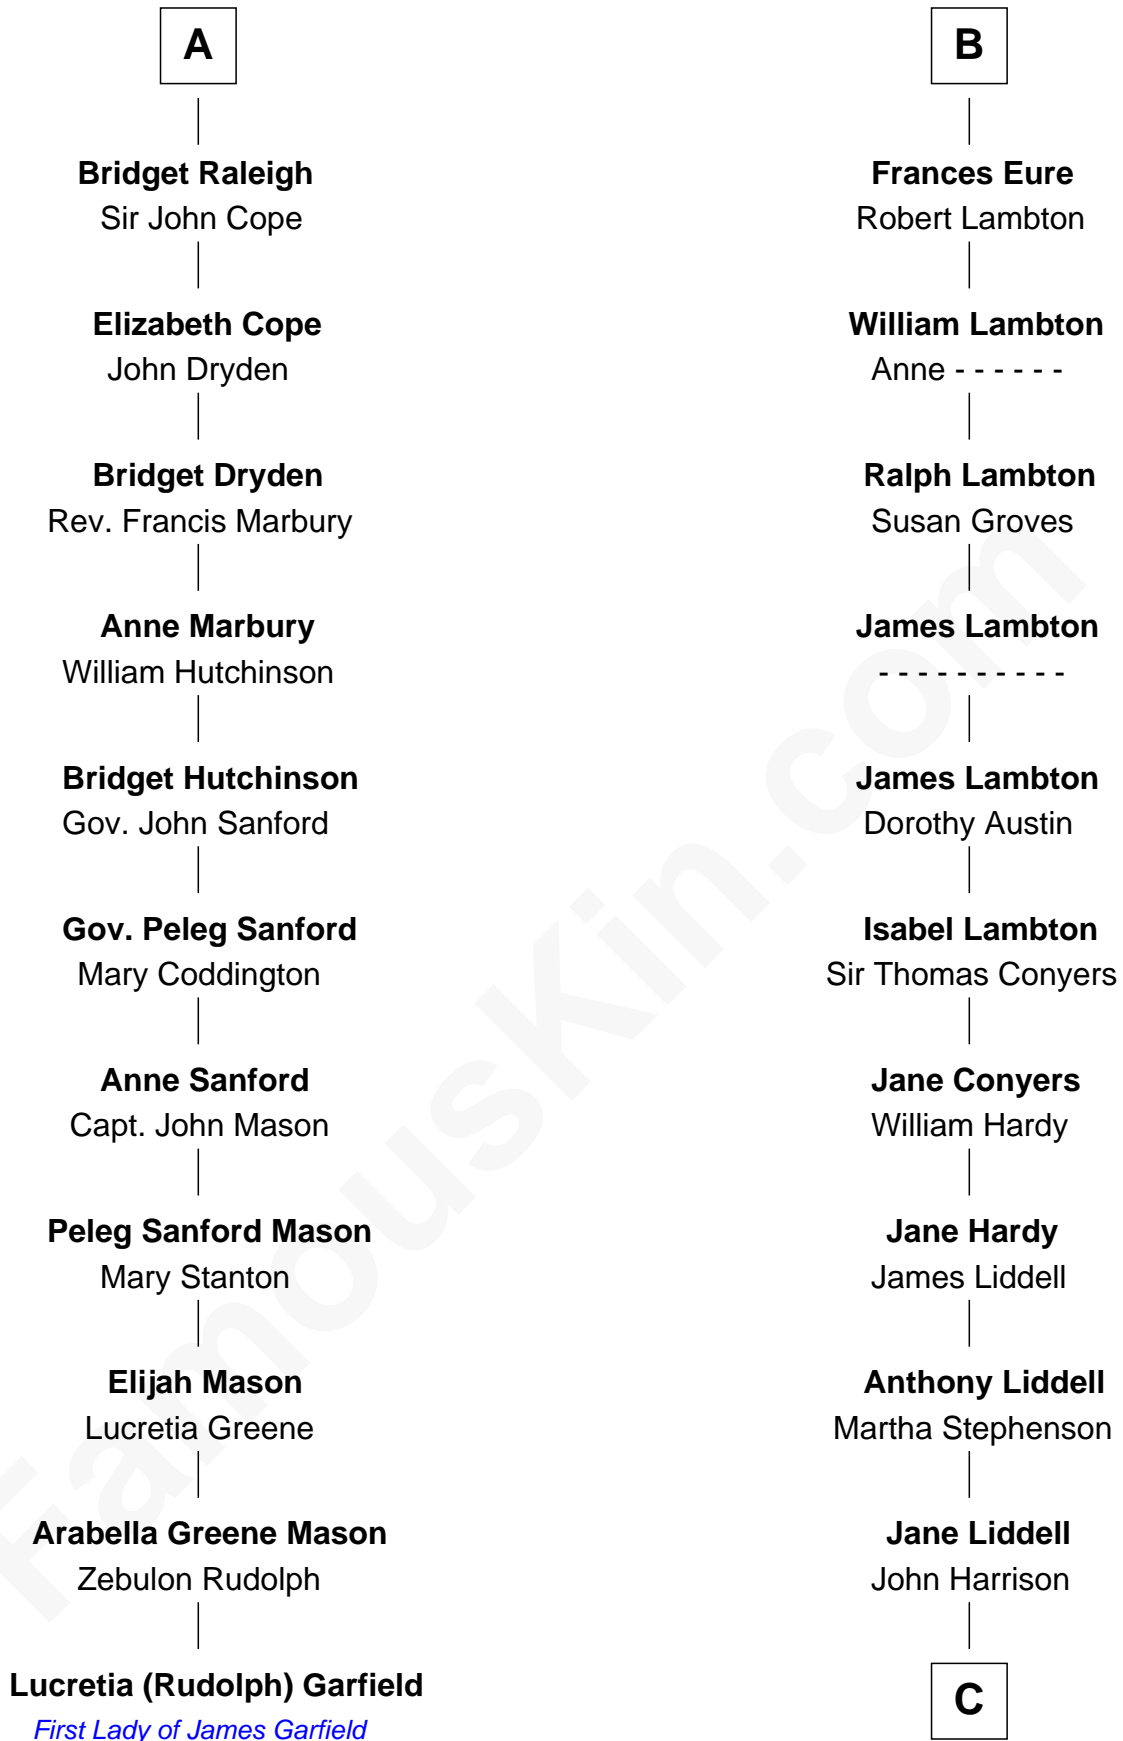 A
Bridget Raleigh
Sir John Cope
Elizabeth Cope
John Dryden
Bridget Dryden
Rev. Francis Marbury
Anne Marbury
William Hutchinson
Bridget Hutchinson
Gov. John Sanford
Gov. Peleg Sanford
Mary Coddington
Anne Sanford
Capt. John Mason
Peleg Sanford Mason
Mary Stanton
Elijah Mason
Lucretia Greene
Arabella Greene Mason
Zebulon Rudolph
Lucretia (Rudolph) Garfield
First Lady of James Garfield
B
Frances Eure
Robert Lambton
William Lambton
Anne - - - - - -
Ralph Lambton
Susan Groves
James Lambton
- - - - - - - - - -
James Lambton
Dorothy Austin
Isabel Lambton
Sir Thomas Conyers
Jane Conyers
William Hardy
Jane Hardy
James Liddell
Anthony Liddell
Martha Stephenson
Jane Liddell
John Harrison
C
FamousKin.com